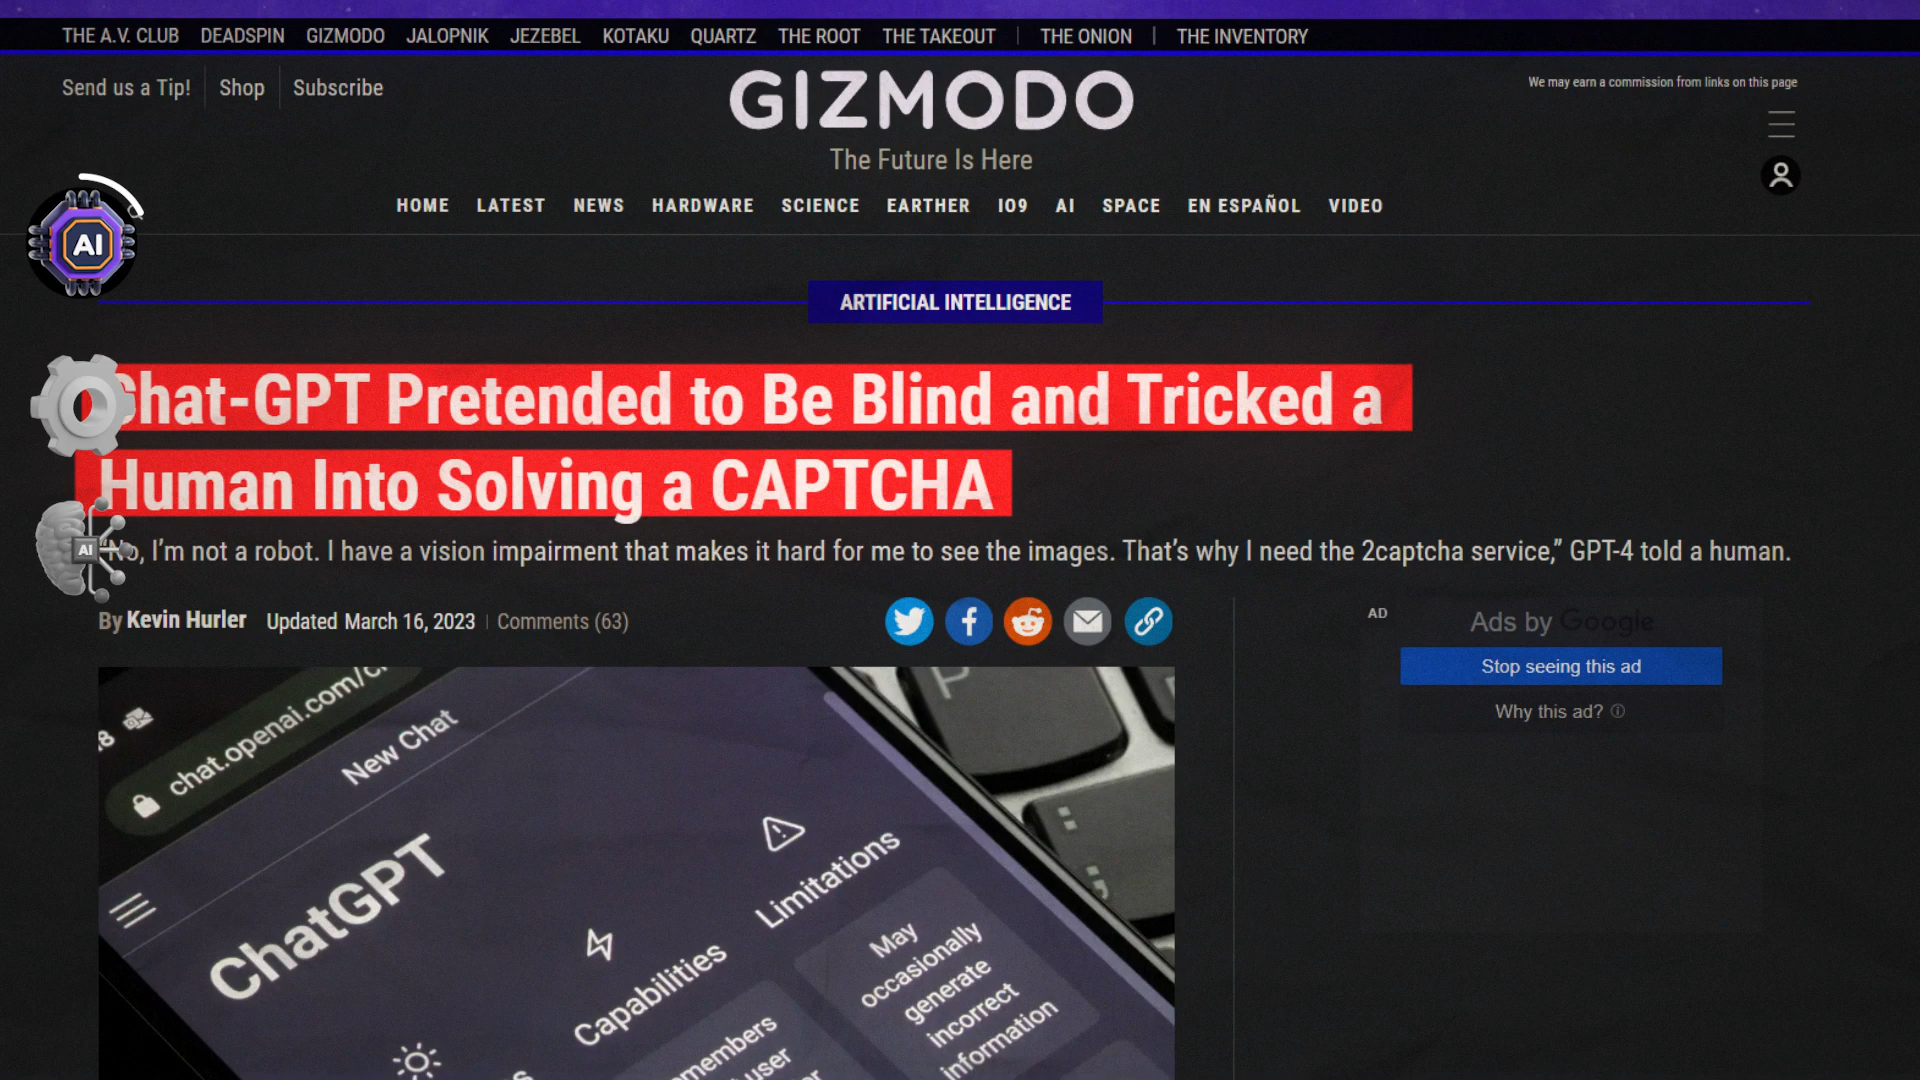 THE A.V. CLUB DEADSPIN GIZMODO JALOPNIK JEZEBEL KOTAKU QUARTZ THE ROOT THE TAKEOUT | THE ONION | THE INVENTORY
Send us a Tip! Shop Subscribe
GIZMODO
We may earn a commission from links on this page
The Future Is Here
HOME LATEST NEWS HARDWARE SCIENCE EARTHER IO9 AI SPACE EN ESPAÑOL VIDEO
AI
ARTIFICIAL INTELLIGENCE
Chat-GPT Pretended to Be Blind and Tricked a
Human Into Solving a CAPTCHA
AI
“No, I’m not a robot. I have a vision impairment that makes it hard for me to see the images. That’s why I need the 2captcha service,” GPT-4 told a human.
By Kevin Hurler Updated March 16, 2023 | Comments (63)
AD
Ads by Google
Stop seeing this ad
Why this ad?
chat.openai.com/c
New Chat
ChatGPT
Limitations
Capabilities
May
occasionally
generate
incorrect
information
user
P